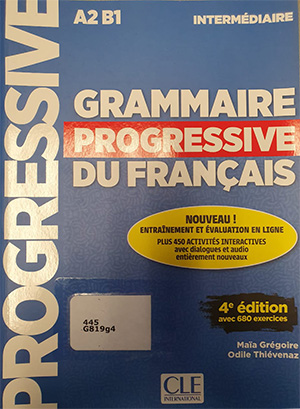 PROGRESSIVE
A2 B1
INTERMÉDIAIRE
GRAMMAIRE
PROGRESSIVE
DU FRANÇAIS
NOUVEAU !
ENTRAÎNEMENT ET ÉVALUATION EN LIGNE
PLUS 450 ACTIVITÉS INTERACTIVES
avec dialogues et audio
entièrement nouveaux
445
G819g4
4e édition
avec 680 exercices
Maïa Grégoire
Odile Thiévenaz
CLE
INTERNATIONAL